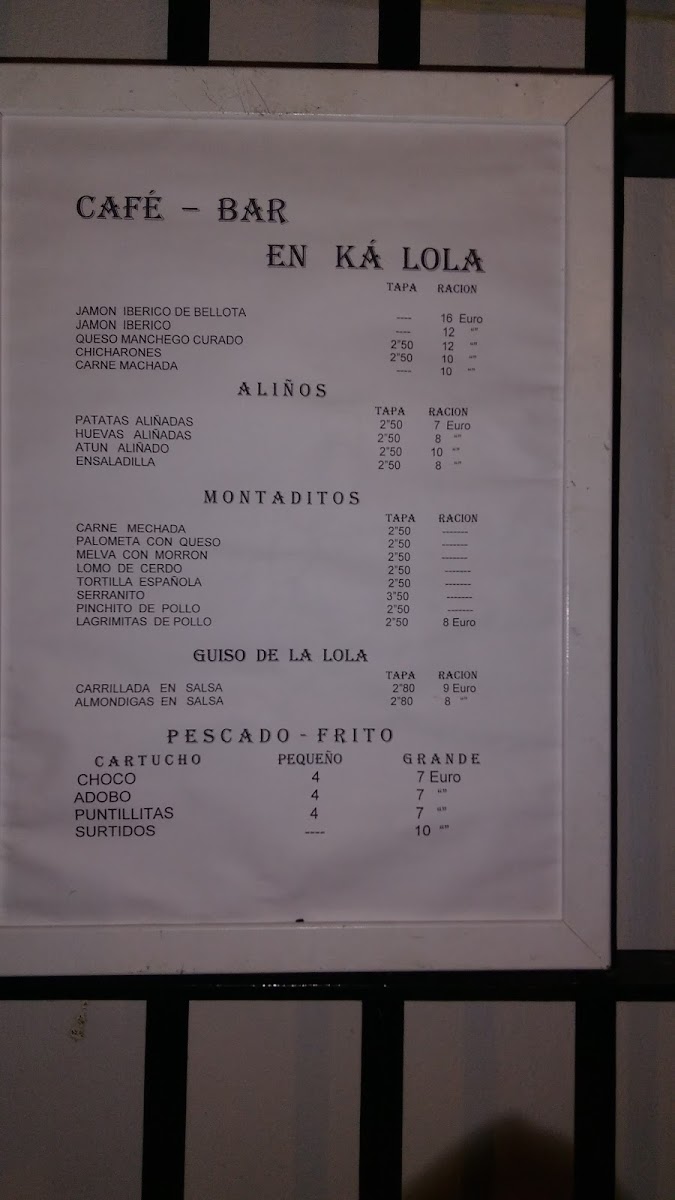 CAFÉ – BAR
EN KÁ LOLA
TAPA RACION
JAMON IBERICO DE BELLOTA ---- 16 Euro
JAMON IBERICO ---- 12 “”
QUESO MANCHEGO CURADO 2”50 12 “”
CHICHARONES 2”50 10 “”
CARNE MACHADA ---- 10 “”
ALIÑOS
TAPA RACION
PATATAS ALIÑADAS 2”50 7 Euro
HUEVAS ALIÑADAS 2”50 8 “”
ATUN ALIÑADO 2”50 10 “”
ENSALADILLA 2”50 8 “”
MONTADITOS
TAPA RACION
CARNE MECHADA 2”50 -------
PALOMETA CON QUESO 2”50 -------
MELVA CON MORRON 2”50 -------
LOMO DE CERDO 2”50 -------
TORTILLA ESPAÑOLA 2”50 -------
SERRANITO 3”50 -------
PINCHITO DE POLLO 2”50 -------
LAGRIMITAS DE POLLO 2”50 8 Euro
GUISO DE LA LOLA
TAPA RACION
CARRILLADA EN SALSA 2”80 9 Euro
ALMONDIGAS EN SALSA 2”80 8 “”
PESCADO - FRITO
CARTUCHO PEQUEÑO GRANDE
CHOCO 4 7 Euro
ADOBO 4 7 “”
PUNTILLITAS 4 7 “”
SURTIDOS ---- 10 “”